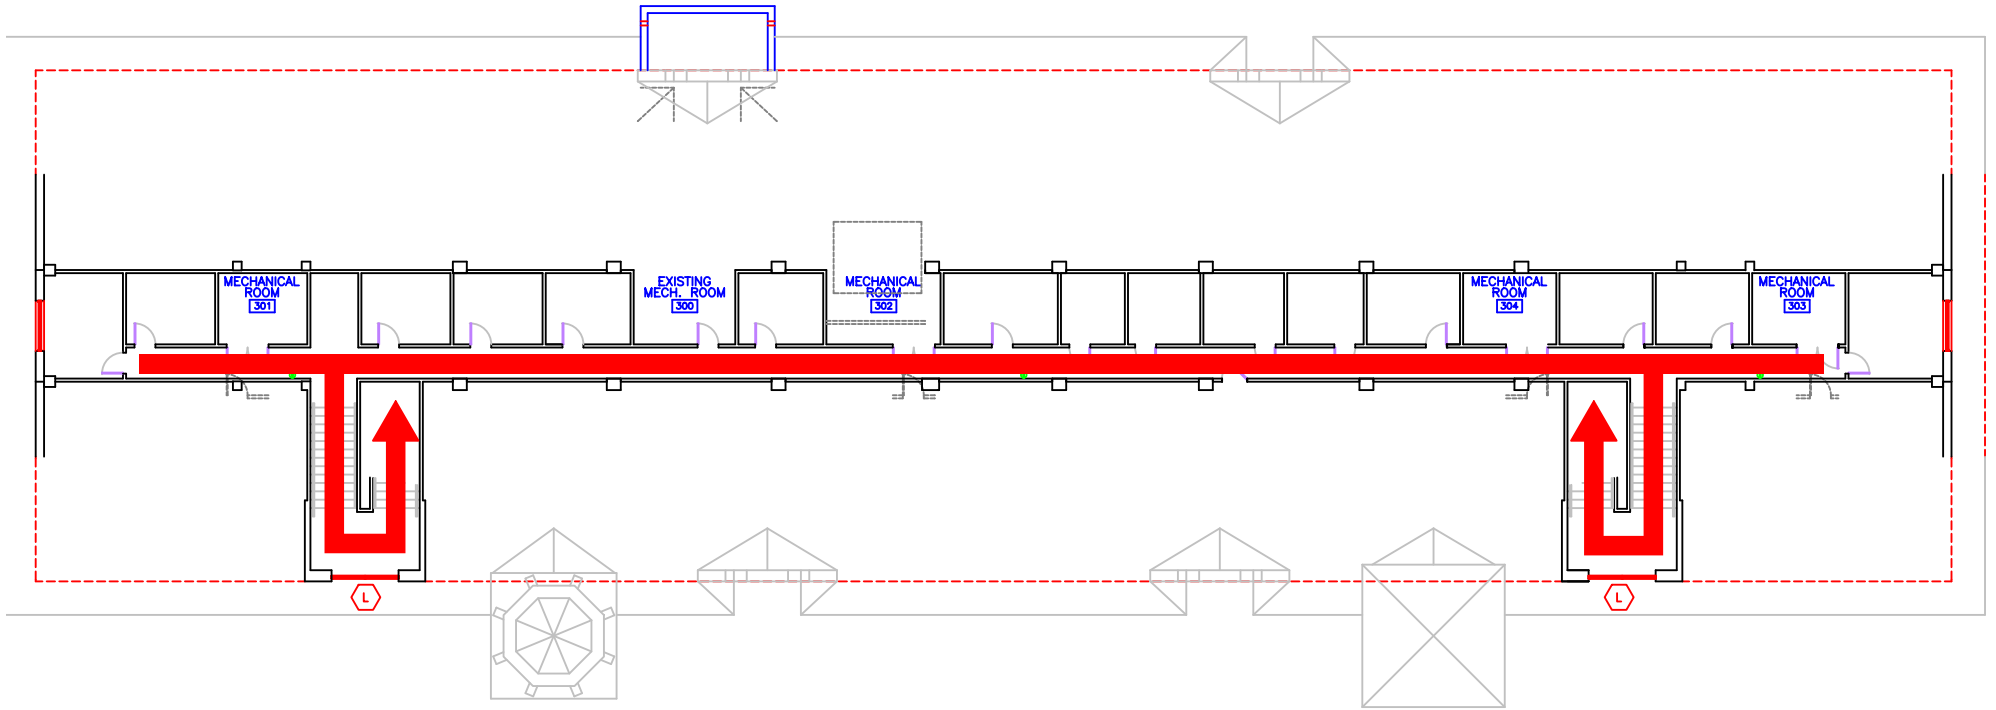 MECHANICAL
ROOM
301
EXISTING
MECH. ROOM
300
MECHANICAL
ROOM
302
MECHANICAL
ROOM
304
MECHANICAL
ROOM
303
L
L